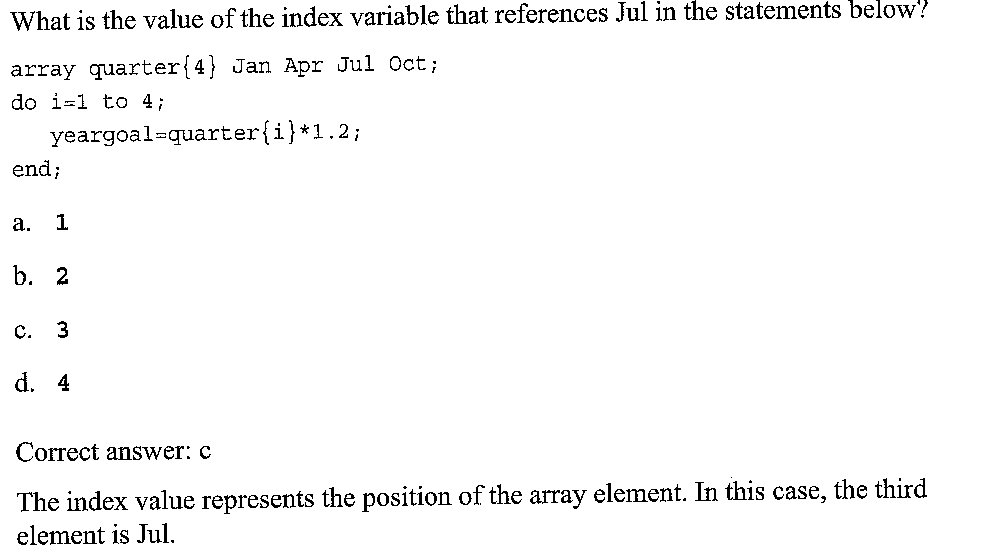 What is the value of the index variable that references Jul in the statements below?
array quarter{4} Jan Apr Jul Oct;
do i=1 to 4;
yeargoal=quarter{i}*1.2;
end;
a. 1
b. 2
c. 3
d. 4
Correct answer: c
The index value represents the position of the array element. In this case, the third
element is Jul.